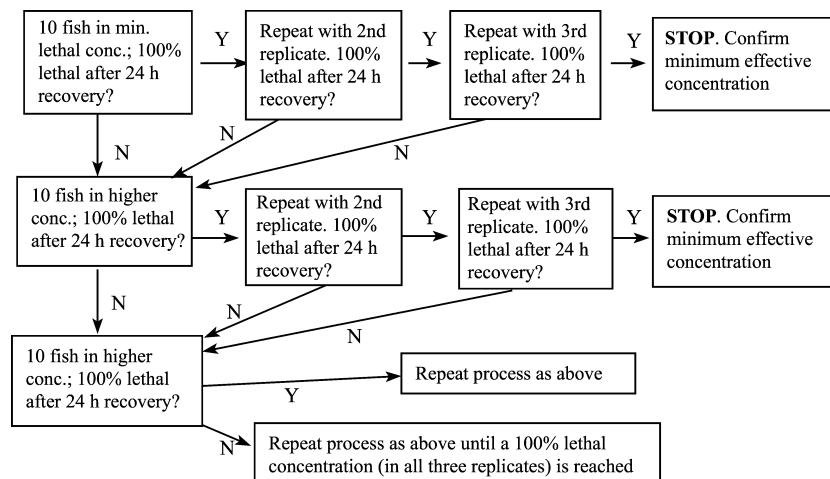 10 fish in min.
lethal conc.; 100%
lethal after 24 h
recovery?
Y
Repeat with 2nd
replicate. 100%
lethal after 24 h
recovery?
Y
Repeat with 3rd
replicate. 100%
lethal after 24 h
recovery?
Y
STOP. Confirm
minimum effective
concentration
N
N
N
10 fish in higher
conc.; 100% lethal
after 24 h recovery?
Y
Repeat with 2nd
replicate. 100%
lethal after 24 h
recovery?
Y
Repeat with 3rd
replicate. 100%
lethal after 24 h
recovery?
Y
STOP. Confirm
minimum effective
concentration
N
N
N
10 fish in higher
conc.; 100% lethal
after 24 h recovery?
Y
Repeat process as above
N
Repeat process as above until a 100% lethal
concentration (in all three replicates) is reached